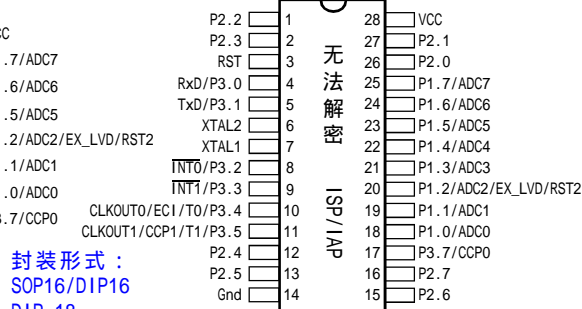 .7/ADC7
.6/ADC6
.5/ADC5
.2/ADC2/EX_LVD/RST2
.1/ADC1
.0/ADC0
.7/CCP0
封装形式：
SOP16/DIP16
P2.2 1 28 VCC
P2.3 2 27 P2.1
RST 3 26 P2.0
RxD/P3.0 4 25 P1.7/ADC7
TxD/P3.1 5 24 P1.6/ADC6
XTAL2 6 23 P1.5/ADC5
XTAL1 7 22 P1.4/ADC4
INT0/P3.2 8 21 P1.3/ADC3
INT1/P3.3 9 20 P1.2/ADC2/EX_LVD/RST2
CLKOUT0/ECI/T0/P3.4 10 19 P1.1/ADC1
CLKOUT1/CCP1/T1/P3.5 11 18 P1.0/ADC0
P2.4 12 17 P3.7/CCP0
P2.5 13 16 P2.7
Gnd 14 15 P2.6
无法解密 ISP/IAP